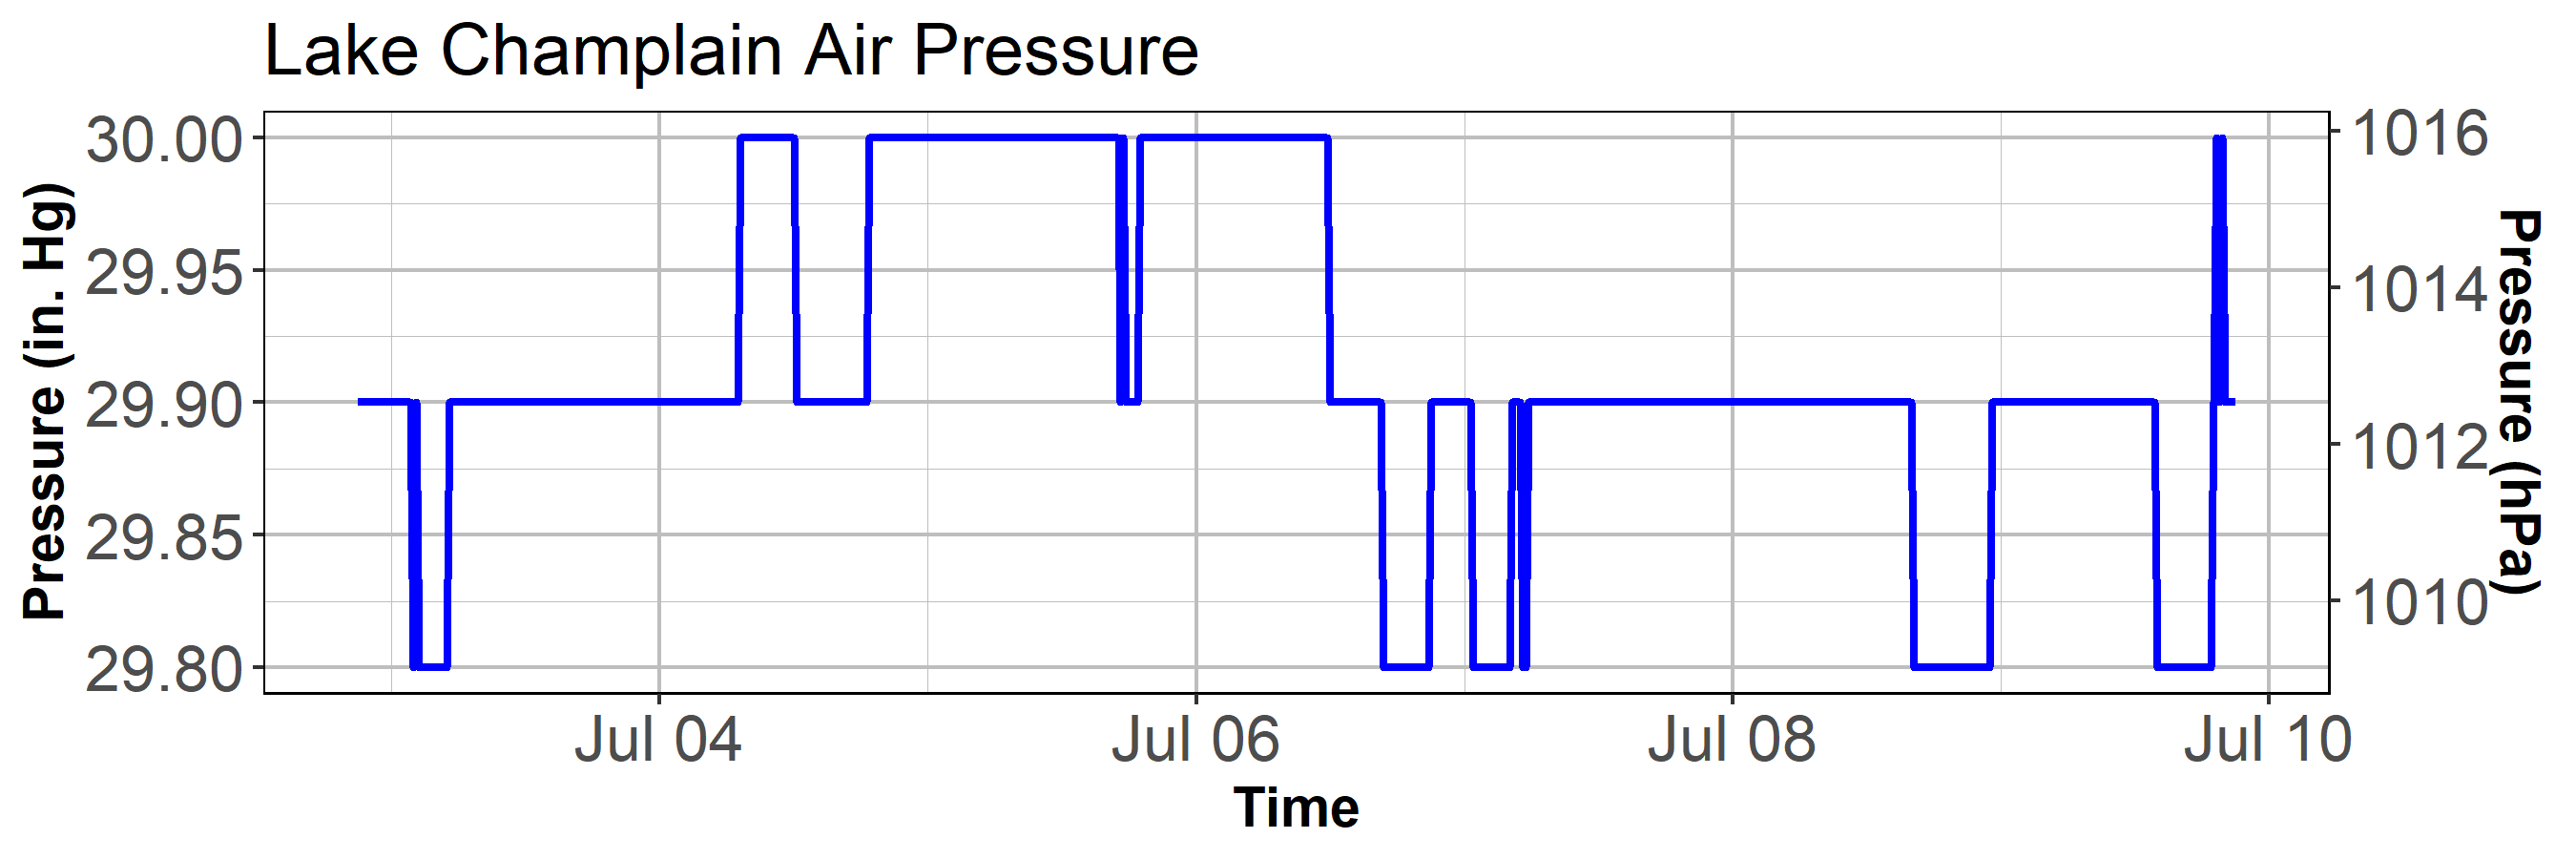 Lake Champlain Air Pressure
Pressure (in. Hg)
30.00
29.95
29.90
29.85
29.80
1016
1014
1012
1010
Pressure (hPa)
Jul 04
Jul 06
Jul 08
Jul 10
Time